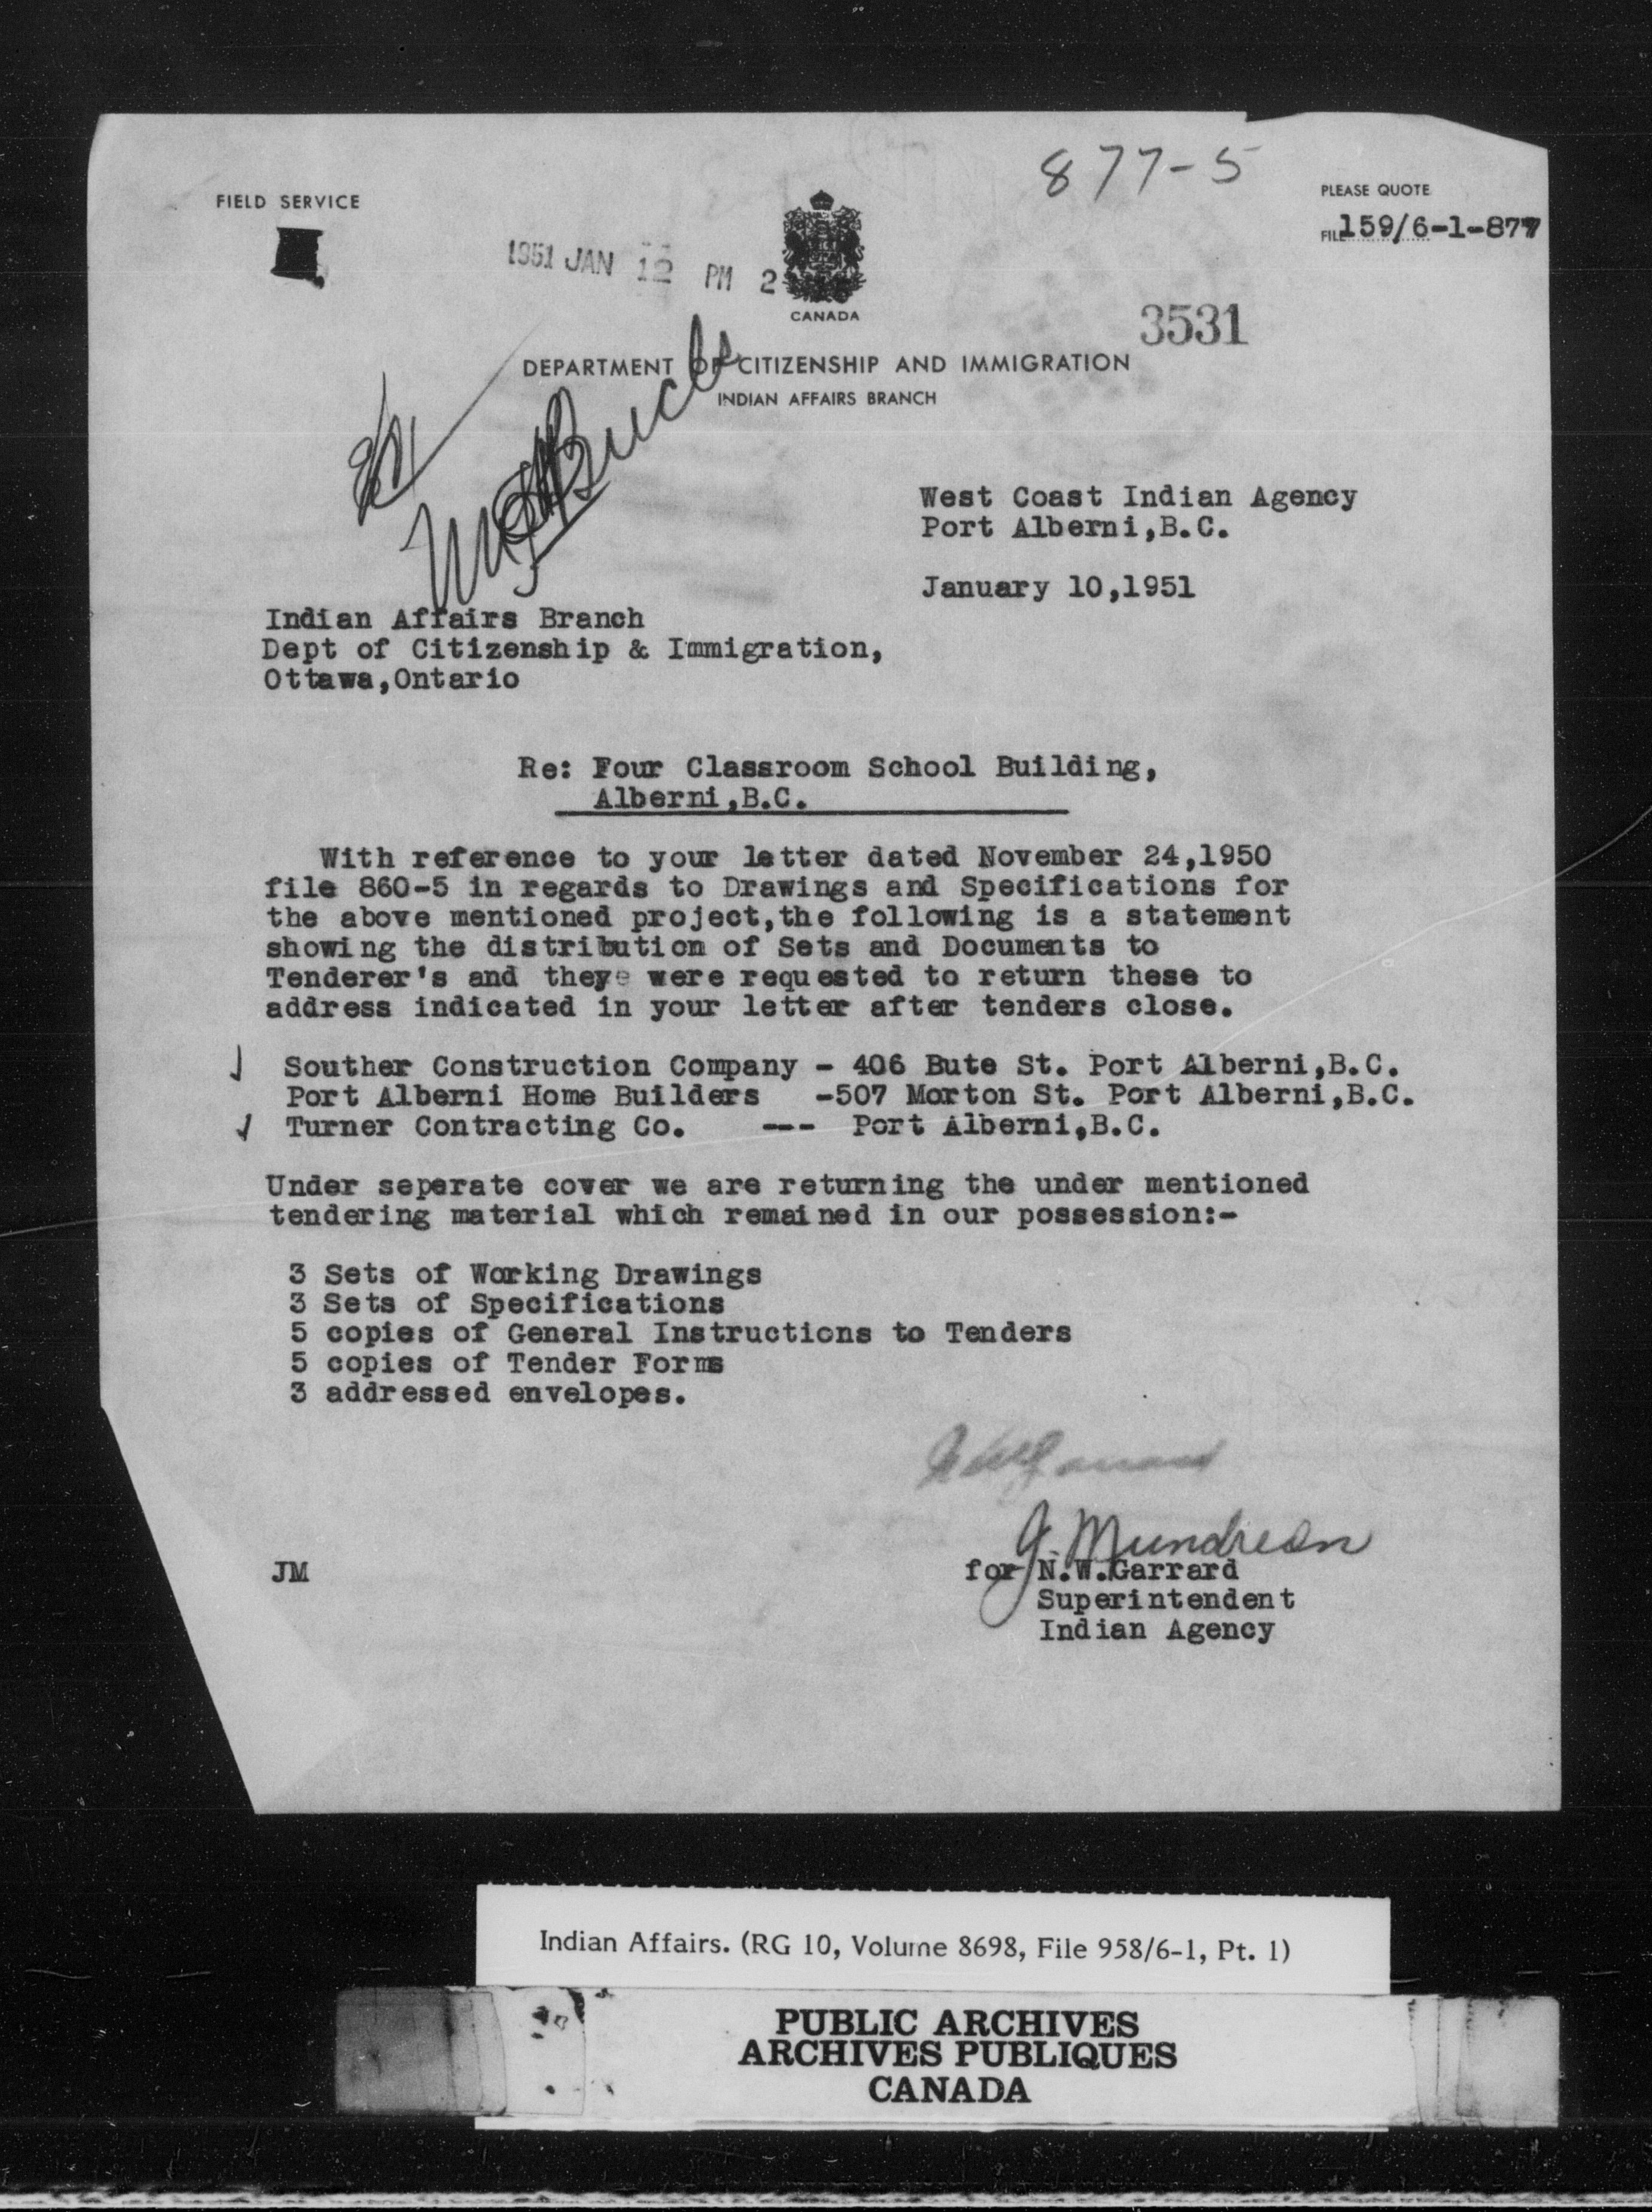 877-5
FIELD SERVICE
PLEASE QUOTE
FILE 159/6-1-877
1951 JAN 12 PM 2
CANADA
3531
DEPARTMENT OF CITIZENSHIP AND IMMIGRATION
INDIAN AFFAIRS BRANCH
West Coast Indian Agency
Port Alberni,B.C.
January 10,1951
Indian Affairs Branch
Dept of Citizenship & Immigration,
Ottawa,Ontario
Re: Four Classroom School Building,
Alberni,B.C.
With reference to your letter dated November 24,1950
file 860-5 in regards to Drawings and Specifications for
the above mentioned project,the following is a statement
showing the distribution of Sets and Documents to
Tenderer's and they were requested to return these to
address indicated in your letter after tenders close.
Souther Construction Company - 406 Bute St. Port Alberni,B.C.
Port Alberni Home Builders -507 Morton St. Port Alberni,B.C.
Turner Contracting Co. --- Port Alberni,B.C.
Under seperate cover we are returning the under mentioned
tendering material which remained in our possession:-
3 Sets of Working Drawings
3 Sets of Specifications
5 copies of General Instructions to Tenders
5 copies of Tender Forms
3 addressed envelopes.
JM
for N.W.Garrard
Superintendent
Indian Agency
Indian Affairs. (RG 10, Volume 8698, File 958/6-1, Pt. 1)
PUBLIC ARCHIVES
ARCHIVES PUBLIQUES
CANADA